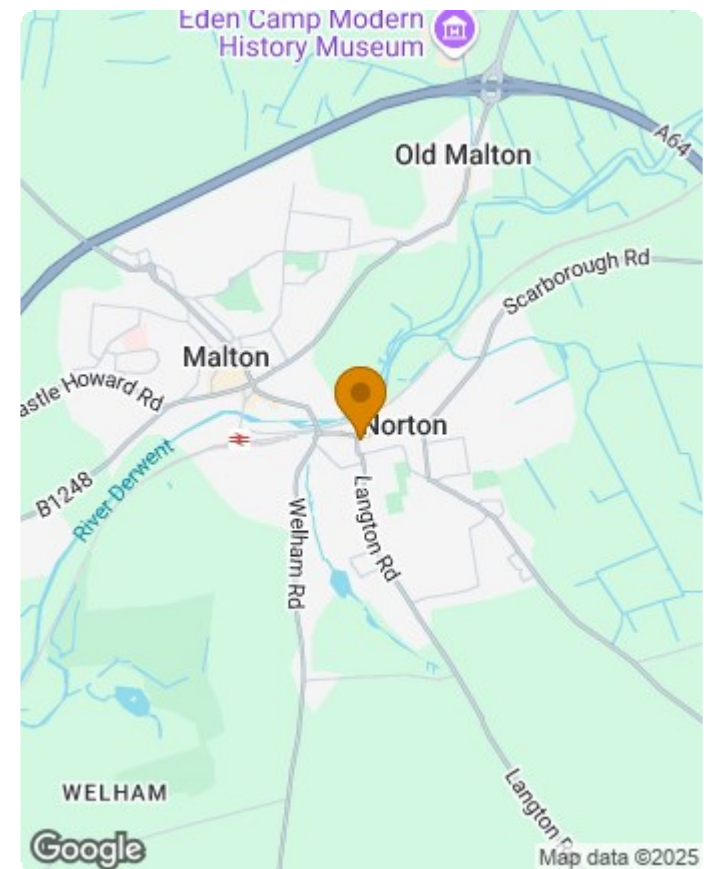 Eden Camp Modern
History Museum
A64
Old Malton
Scarborough Rd
Malton
astle Howard Rd
Norton
B1248
River Derwent
Langton Rd
Welham Rd
WELHAM
Langton R
Google
Map data ©2025